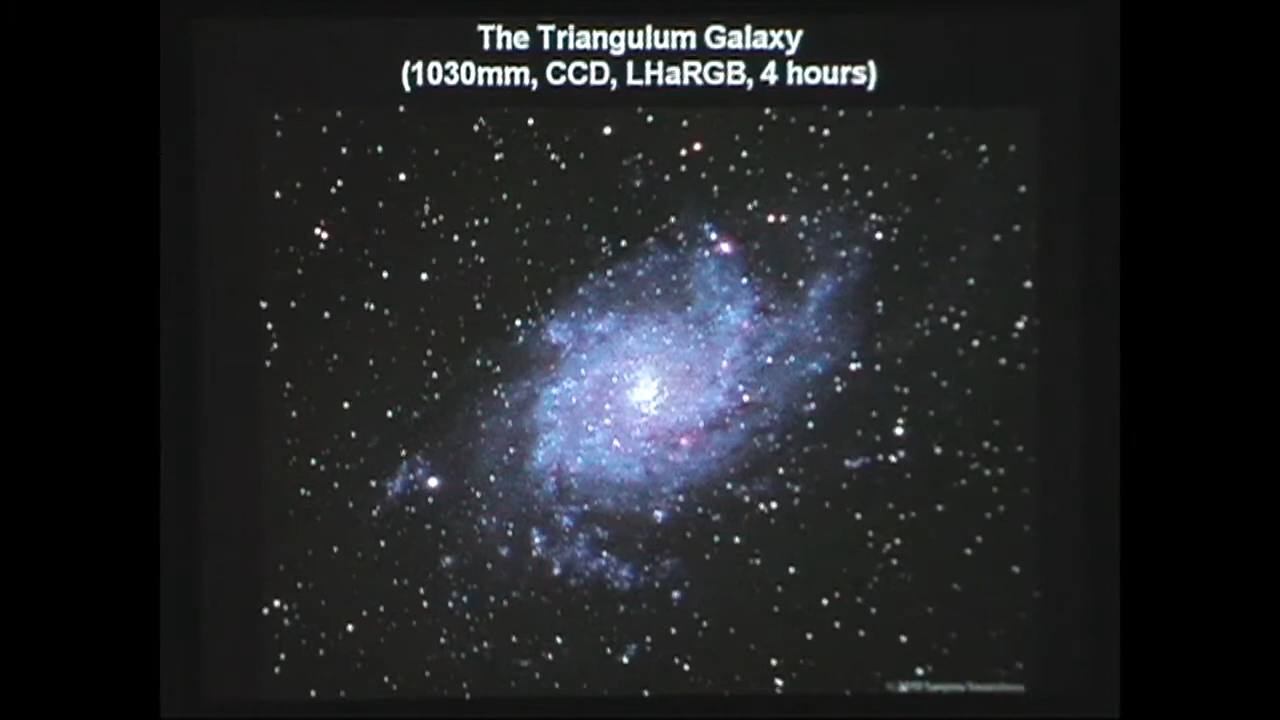 The Triangulum Galaxy
(1030mm, CCD, LHaRGB, 4 hours)